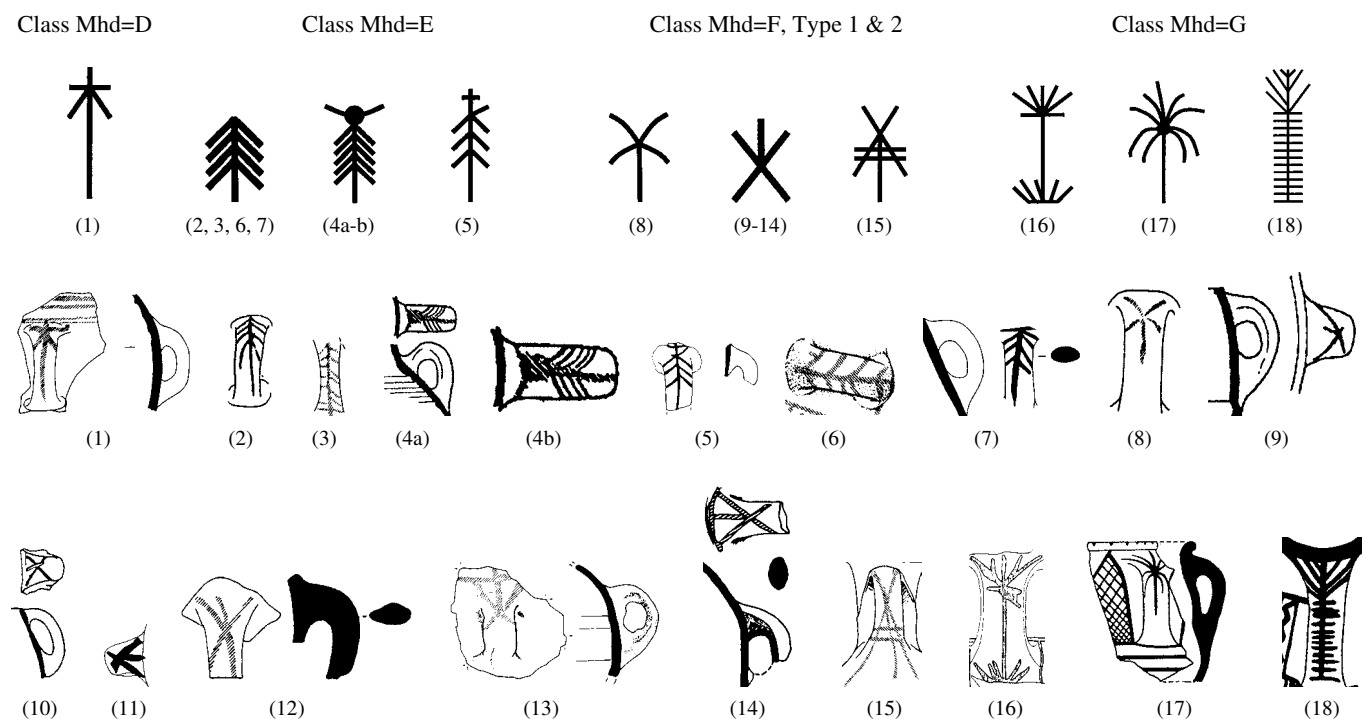 Class Mhd=D Class Mhd=E Class Mhd=F, Type 1 & 2 Class Mhd=G
(1) (2, 3, 6, 7) (4a-b) (5) (8) (9-14) (15) (16) (17) (18)
(1) (2) (3) (4a) (4b) (5) (6) (7) (8) (9)
(10) (11) (12) (13) (14) (15) (16) (17) (18)